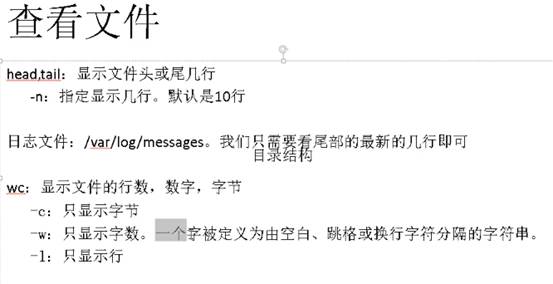 查看文件
head,tail：显示文件头或尾几行
-n：指定显示几行。默认是10行
日志文件：/var/log/messages。我们只需要看尾部的最新的几行即可
目录结构
wc：显示文件的行数，数字，字节
-c：只显示字节
-w：只显示字数。一个字被定义为由空白、跳格或换行字符分隔的字符串。
-l：只显示行